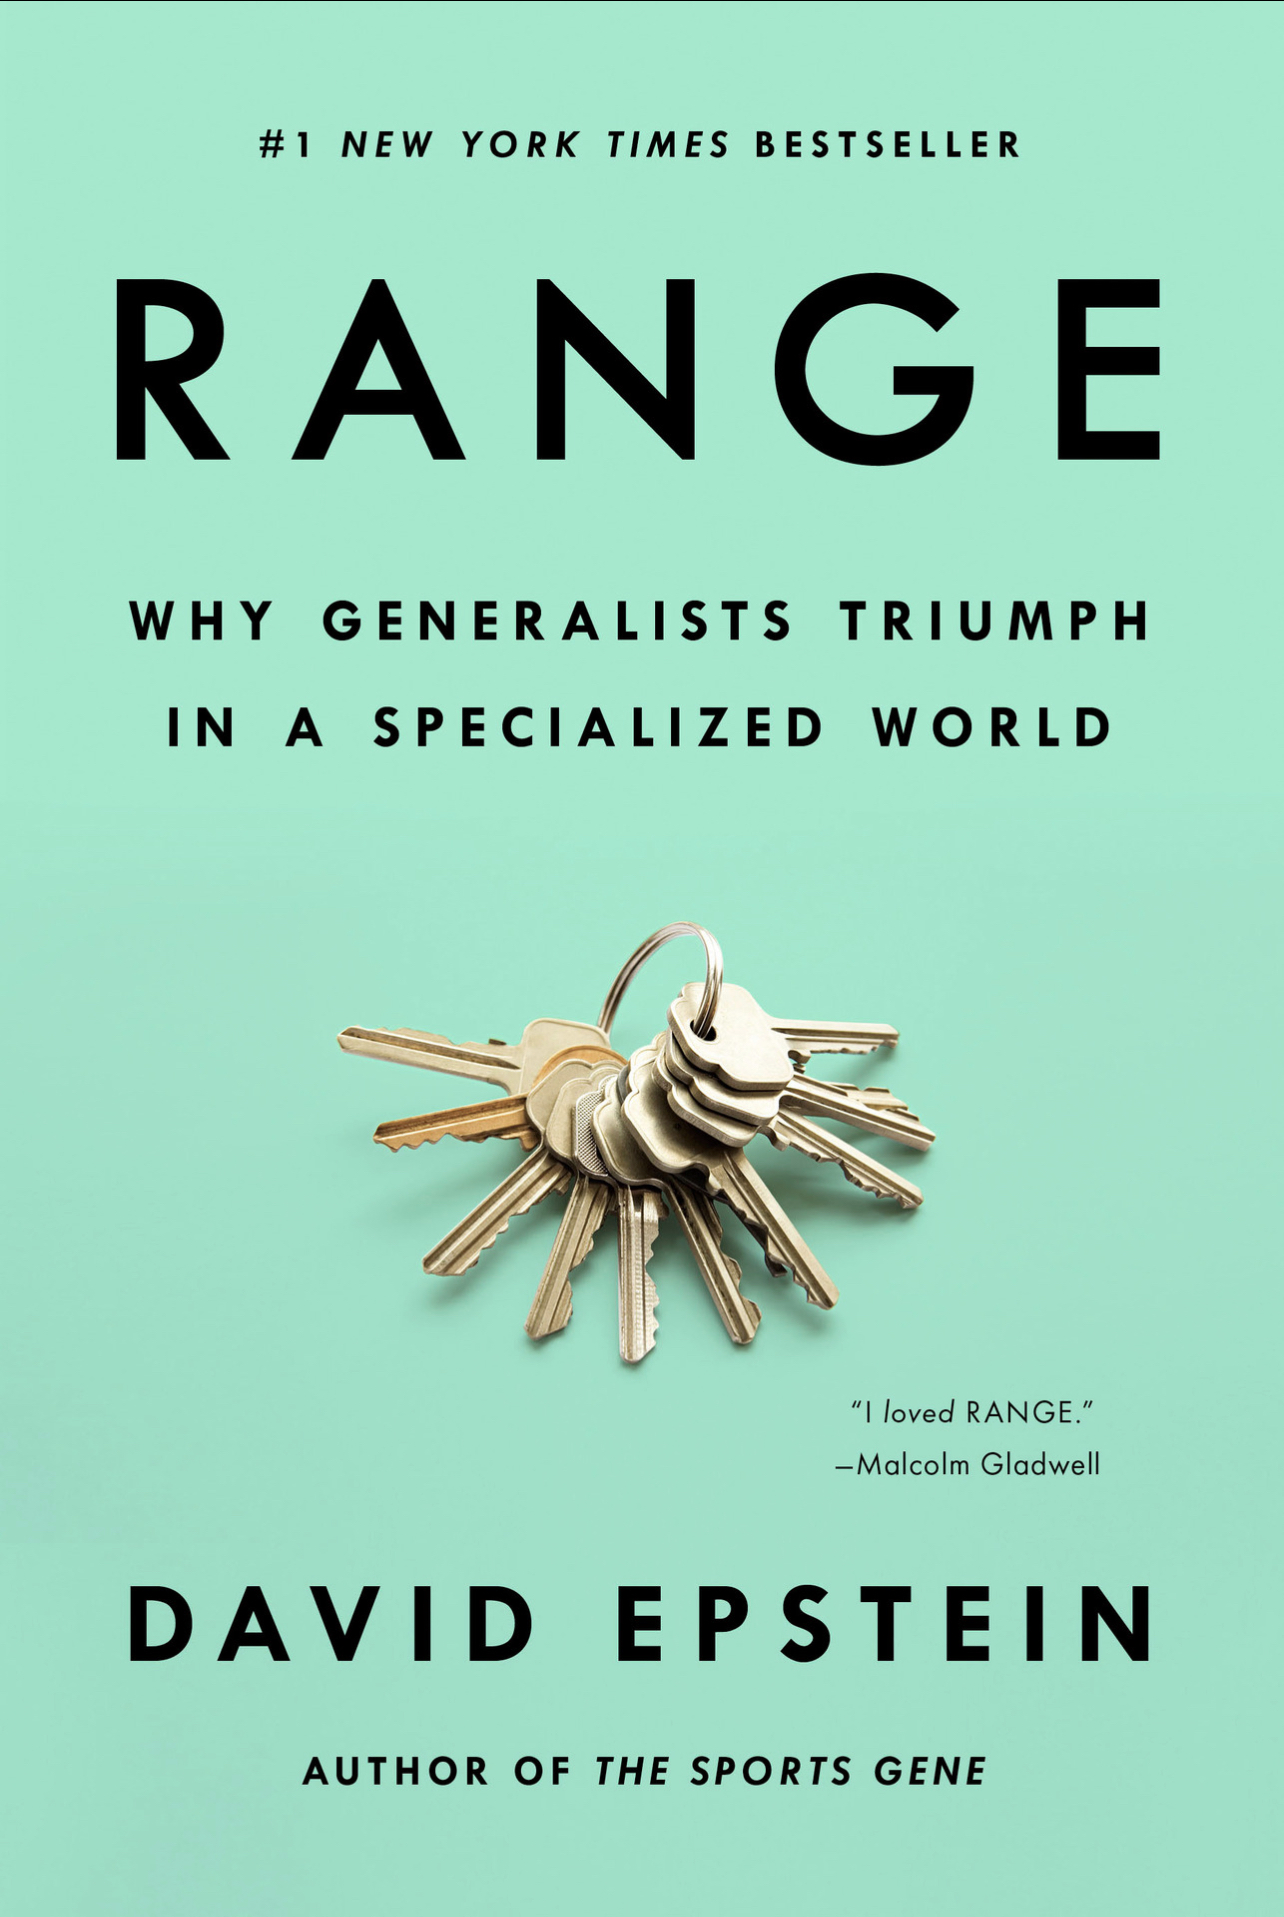 #1 NEW YORK TIMES BESTSELLER
RANGE
WHY GENERALISTS TRIUMPH
IN A SPECIALIZED WORLD
“I loved RANGE.”
—Malcolm Gladwell
DAVID EPSTEIN
AUTHOR OF THE SPORTS GENE